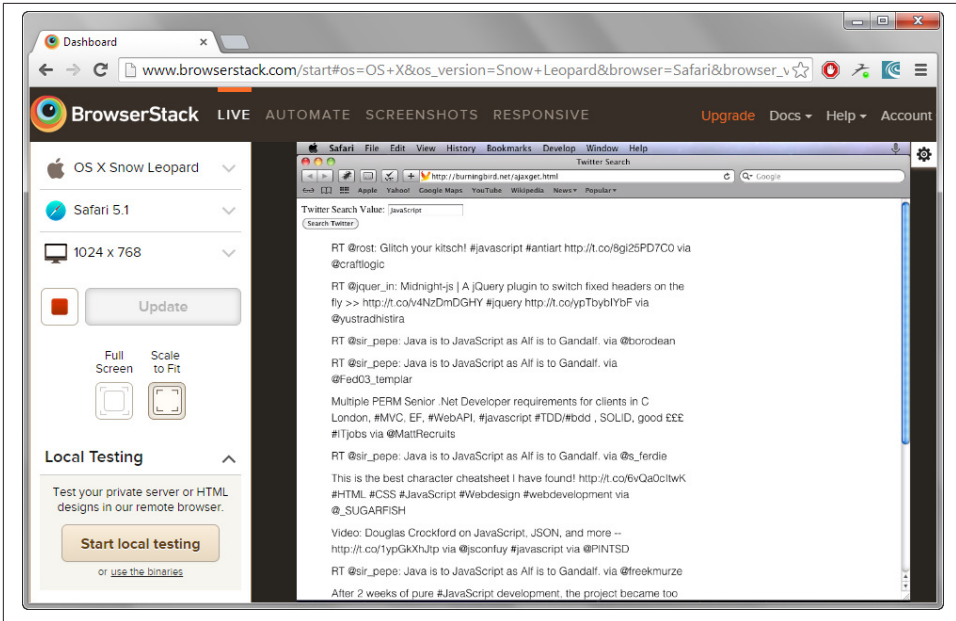 Dashboard
www.browserstack.com/start#os=OS+X&os_version=Snow+Leopard&browser=Safari&browser_v
BrowserStack LIVE AUTOMATE SCREENSHOTS RESPONSIVE Upgrade Docs Help Account
OS X Snow Leopard
Safari 5.1
1024 x 768
Update
Full Screen
Scale to Fit
Local Testing
Test your private server or HTML
designs in our remote browser.
Start local testing
or use the binaries
Safari File Edit View History Bookmarks Develop Window Help
Twitter Search
http://burningbird.net/ajaxget.html
Google
Apple Yahoo! Google Maps YouTube Wikipedia News Popular
Twitter Search Value: JavaScript
Search Twitter
RT @rost: Glitch your kitsch! #javascript #antiart http://t.co/8gi25PD7C0 via
@craftlogic
RT @jquer_in: Midnight-js | A jQuery plugin to switch fixed headers on the
fly >> http://t.co/v4NZDmDGHY #jquery http://t.co/ypTbybIYbF via
@yustradhistira
RT @sir_pepe: Java is to JavaScript as Alf is to Gandalf. via @borodean
RT @sir_pepe: Java is to JavaScript as Alf is to Gandalf. via
@Fed03_templar
Multiple PERM Senior .Net Developer requirements for clients in C
London, #MVC, EF, #WebAPI, #javascript #TDD/#bdd , SOLID, good £££
#ITjobs via @MattRecruits
RT @sir_pepe: Java is to JavaScript as Alf is to Gandalf. via @s_ferdie
This is the best character cheatsheet I have found! http://t.co/6vQa0cItwK
#HTML #CSS #JavaScript #Webdesign #webdevelopment via
@_SUGARFISH
Video: Douglas Crockford on JavaScript, JSON, and more --
http://t.co/1ypGkXhJtp via @jsconfuy #javascript via @PINTSD
RT @sir_pepe: Java is to JavaScript as Alf is to Gandalf. via @freekmurze
After 2 weeks of pure #JavaScript development, the project became too